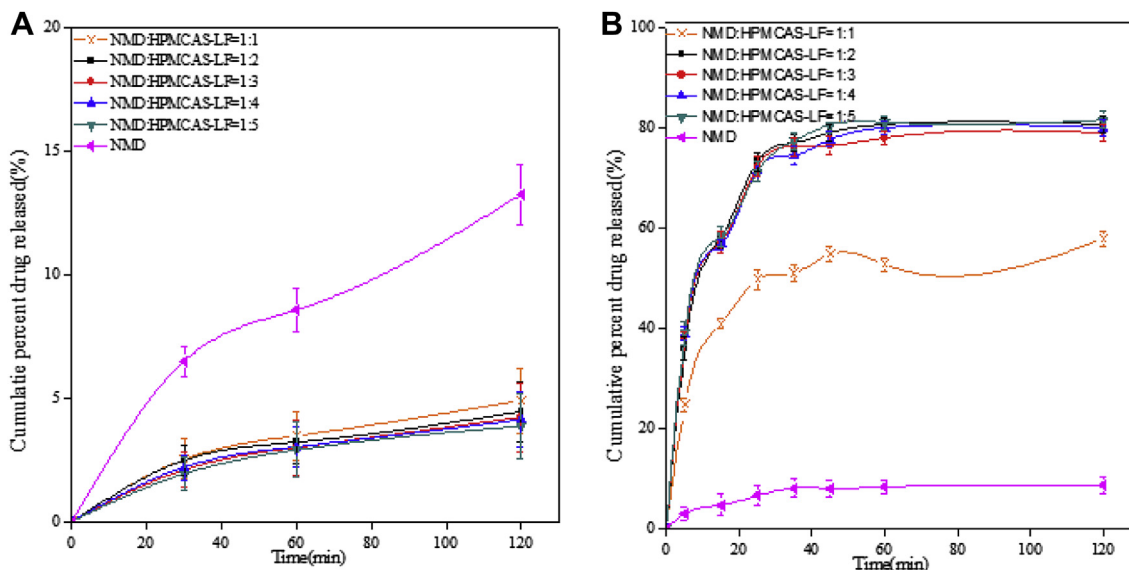 A
20
15
10
5
0
0
20
40
60
80
100
120
Cumulatie percent drug released(%)
Time(min)
NMD:HPMCAS-LF=1:1
NMD:HPMCAS-LF=1:2
NMD:HPMCAS-LF=1:3
NMD:HPMCAS-LF=1:4
NMD:HPMCAS-LF=1:5
NMD
B
100
80
60
40
20
0
0
20
40
60
80
100
120
Cumulative percent drug released(%)
Time(min)
NMD:HPMCAS-LF=1:1
NMD:HPMCAS-LF=1:2
NMD:HPMCAS-LF=1:3
NMD:HPMCAS-LF=1:4
NMD:HPMCAS-LF=1:5
NMD